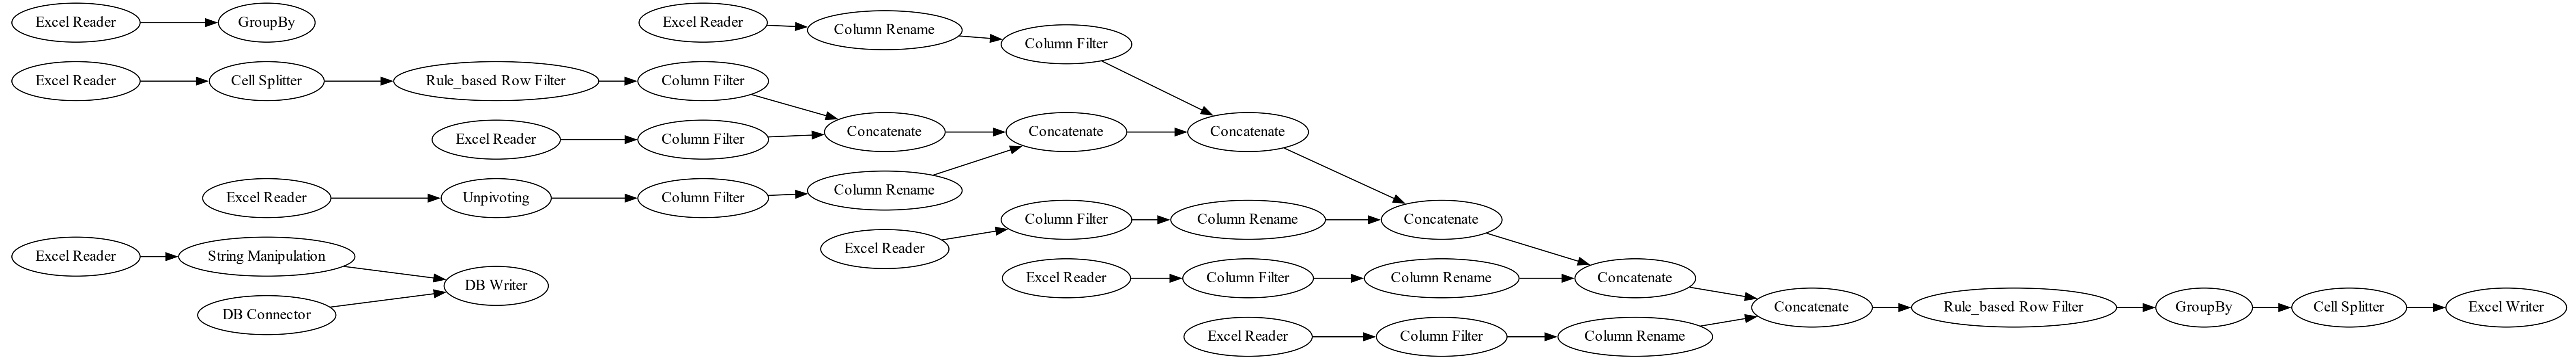 Excel Reader
GroupBy
Excel Reader
Column Rename
Column Filter
Excel Reader
Cell Splitter
Rule_based Row Filter
Column Filter
Excel Reader
Column Filter
Concatenate
Concatenate
Concatenate
Excel Reader
Unpivoting
Column Filter
Column Rename
Excel Reader
Column Filter
Column Rename
Concatenate
Excel Reader
String Manipulation
DB Connector
DB Writer
Excel Reader
Column Filter
Column Rename
Concatenate
Excel Reader
Column Filter
Column Rename
Concatenate
Rule_based Row Filter
GroupBy
Cell Splitter
Excel Writer